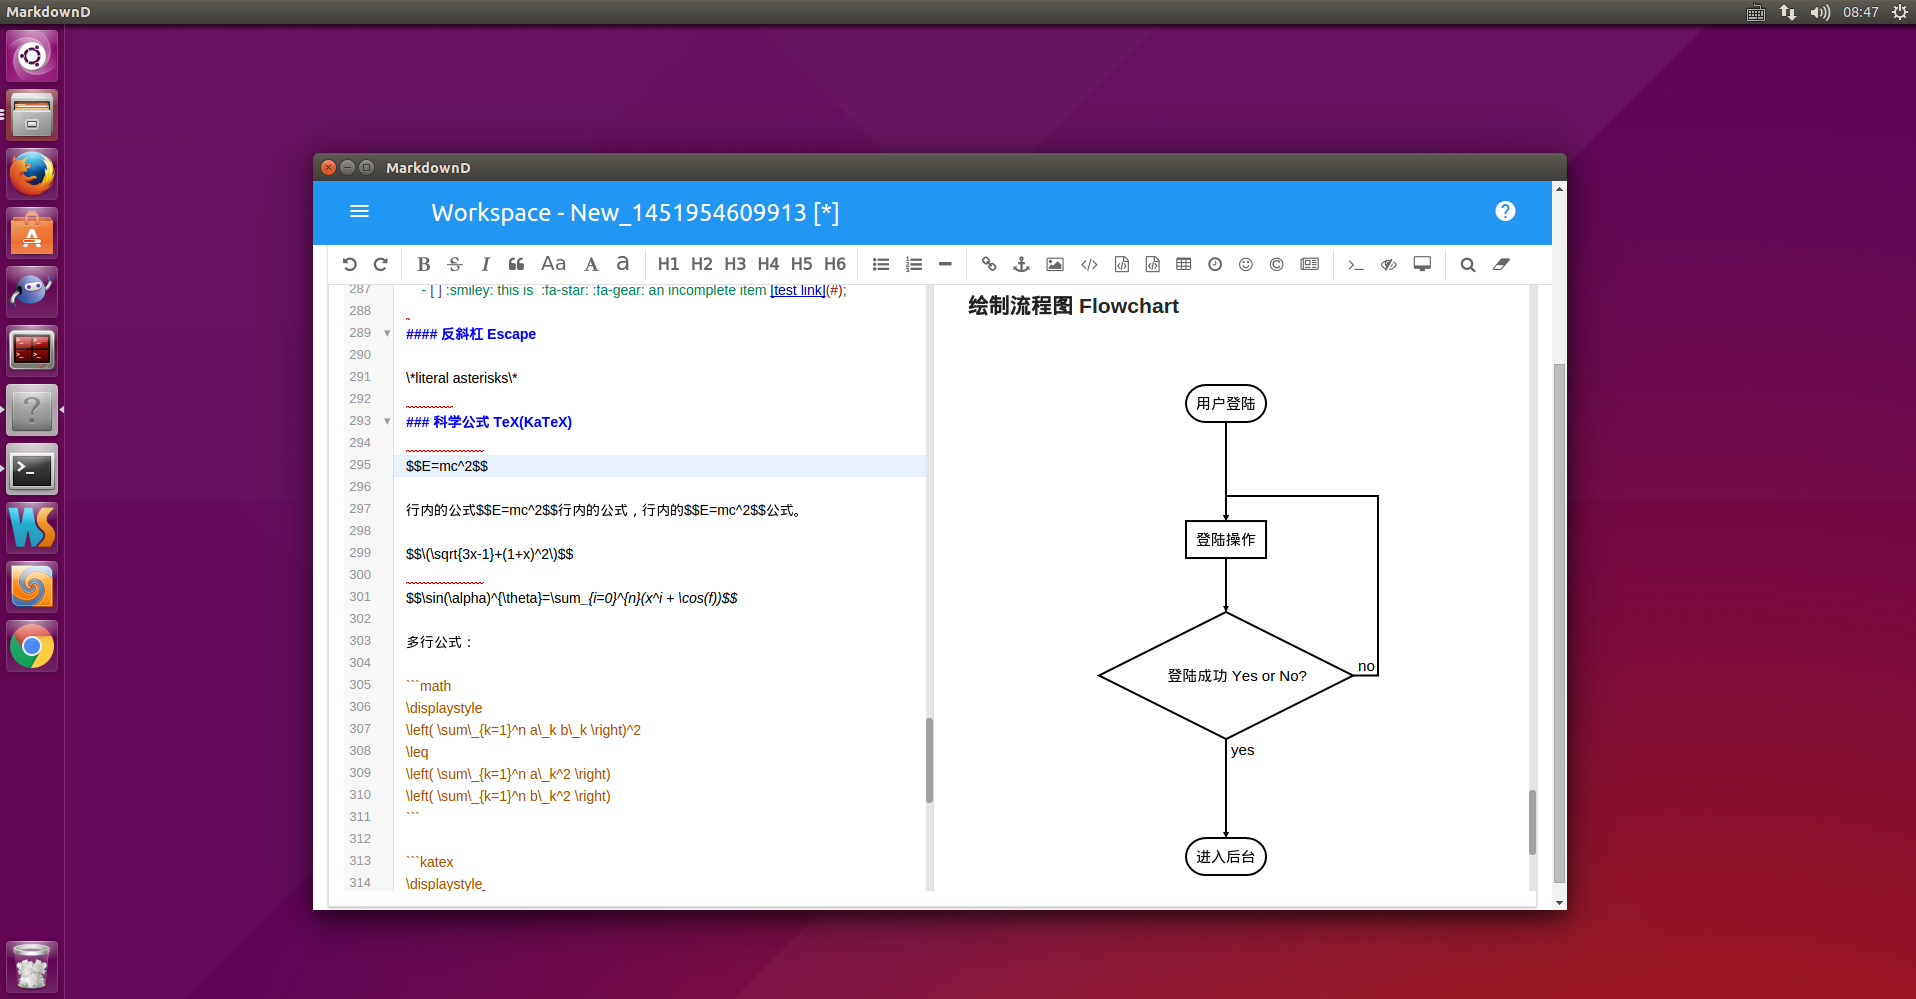 MarkdownD
08:47
MarkdownD
Workspace - New_1451954609913 [*]
B S I Aa A a H1 H2 H3 H4 H5 H6
287 - [ ] :smiley: this is :fa-star: :fa-gear: an incomplete item [test link](#);
288
289 #### 反斜杠 Escape
290
291 \*literal asterisks\*
292
293 ### 科学公式 TeX(KaTeX)
294
295 $$E=mc^2$$
296
297 行内的公式$$E=mc^2$$行内的公式，行内的$$E=mc^2$$公式。
298
299 $$\(\sqrt{3x-1}+(1+x)^2\)$$
300
301 $$\sin(\alpha)^{\theta}=\sum_{i=0}^{n}(x^i + \cos(f))$$
302
303 多行公式：
304
305 ```math
306 \displaystyle
307 \left( \sum\_{k=1}^n a\_k b\_k \right)^2
308 \leq
309 \left( \sum\_{k=1}^n a\_k^2 \right)
310 \left( \sum\_{k=1}^n b\_k^2 \right)
311 ```
312
313 ```katex
314 \displaystyle
绘制流程图 Flowchart
用户登陆
登陆操作
登陆成功 Yes or No?
no
yes
进入后台